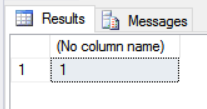 Results Messages
(No column name)
1 1